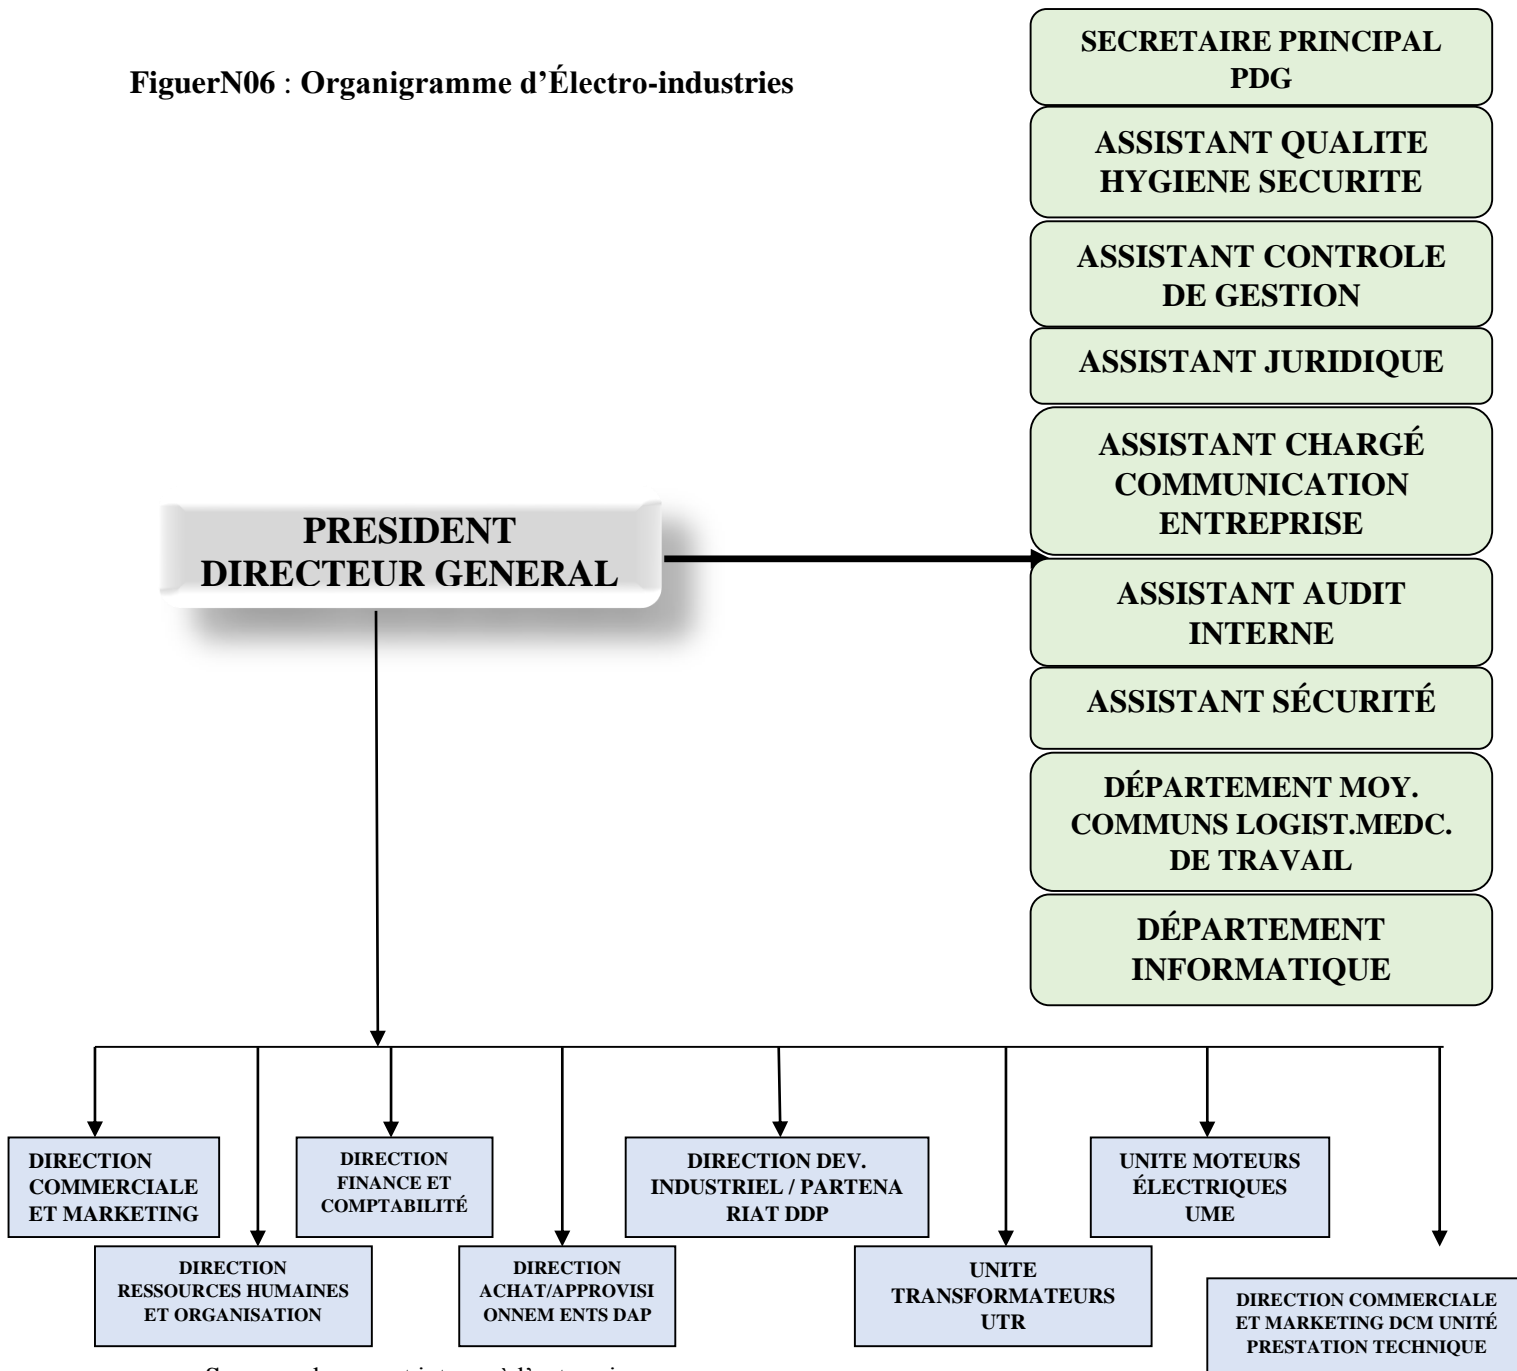 FiguerN06 : Organigramme d’Électro-industries
SECRETAIRE PRINCIPAL
PDG
ASSISTANT QUALITE
HYGIENE SECURITE
ASSISTANT CONTROLE
DE GESTION
ASSISTANT JURIDIQUE
ASSISTANT CHARGÉ
COMMUNICATION
ENTREPRISE
PRESIDENT
DIRECTEUR GENERAL
ASSISTANT AUDIT
INTERNE
ASSISTANT SÉCURITÉ
DÉPARTEMENT MOY.
COMMUNS LOGIST.MEDC.
DE TRAVAIL
DÉPARTEMENT
INFORMATIQUE
DIRECTION
COMMERCIALE
ET MARKETING
DIRECTION
FINANCE ET
COMPTABILITÉ
DIRECTION DEV.
INDUSTRIEL / PARTENA
RIAT DDP
UNITE MOTEURS
ÉLECTRIQUES
UME
DIRECTION
RESSOURCES HUMAINES
ET ORGANISATION
DIRECTION
ACHAT/APPROVISI
ONNEM ENTS DAP
UNITE
TRANSFORMATEURS
UTR
DIRECTION COMMERCIALE
ET MARKETING DCM UNITÉ
PRESTATION TECHNIQUE